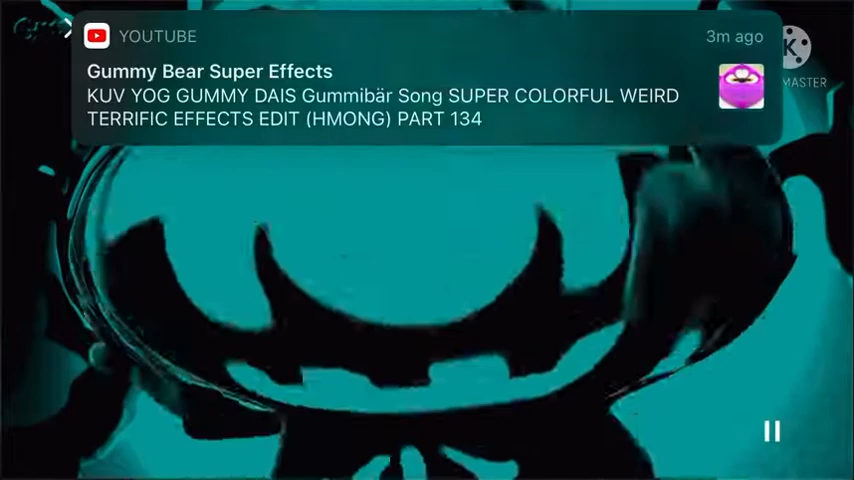 YOUTUBE
3m ago
Gummy Bear Super Effects
KUV YOG GUMMY DAIS Gummibär Song SUPER COLORFUL WEIRD
TERRIFIC EFFECTS EDIT (HMONG) PART 134
K
MASTER